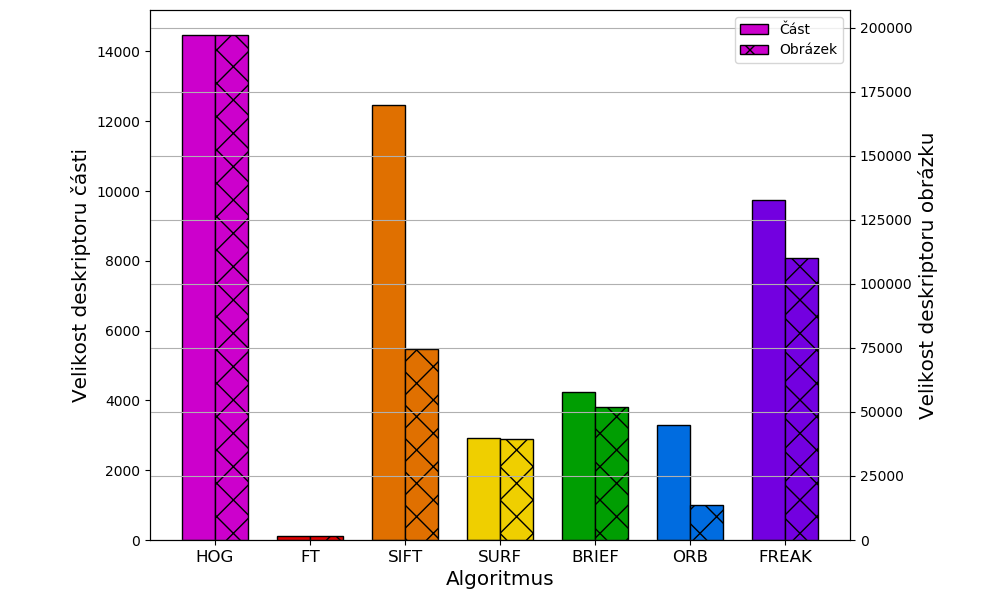 Část
Obrázek
Velikost deskriptoru části
14000
12000
10000
8000
6000
4000
2000
0
200000
175000
150000
125000
100000
75000
50000
25000
0
Velikost deskriptoru obrázku
HOG FT SIFT SURF BRIEF ORB FREAK
Algoritmus